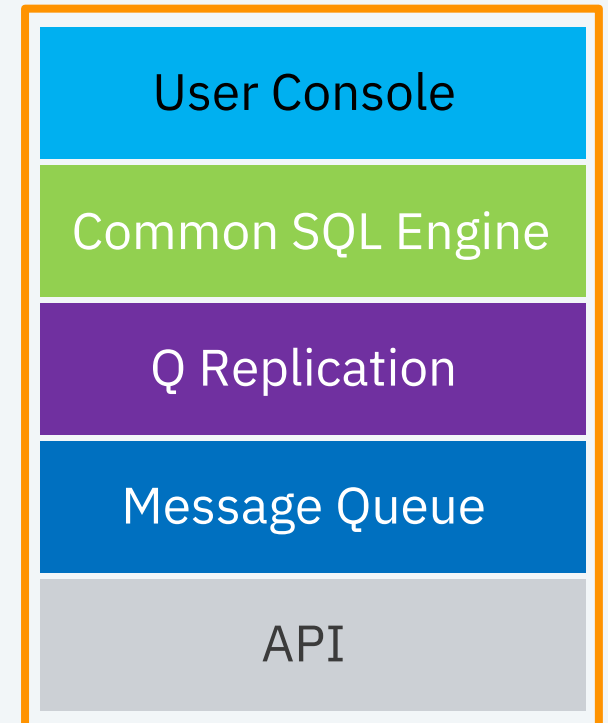 User Console
Common SQL Engine
Q Replication
Message Queue
API